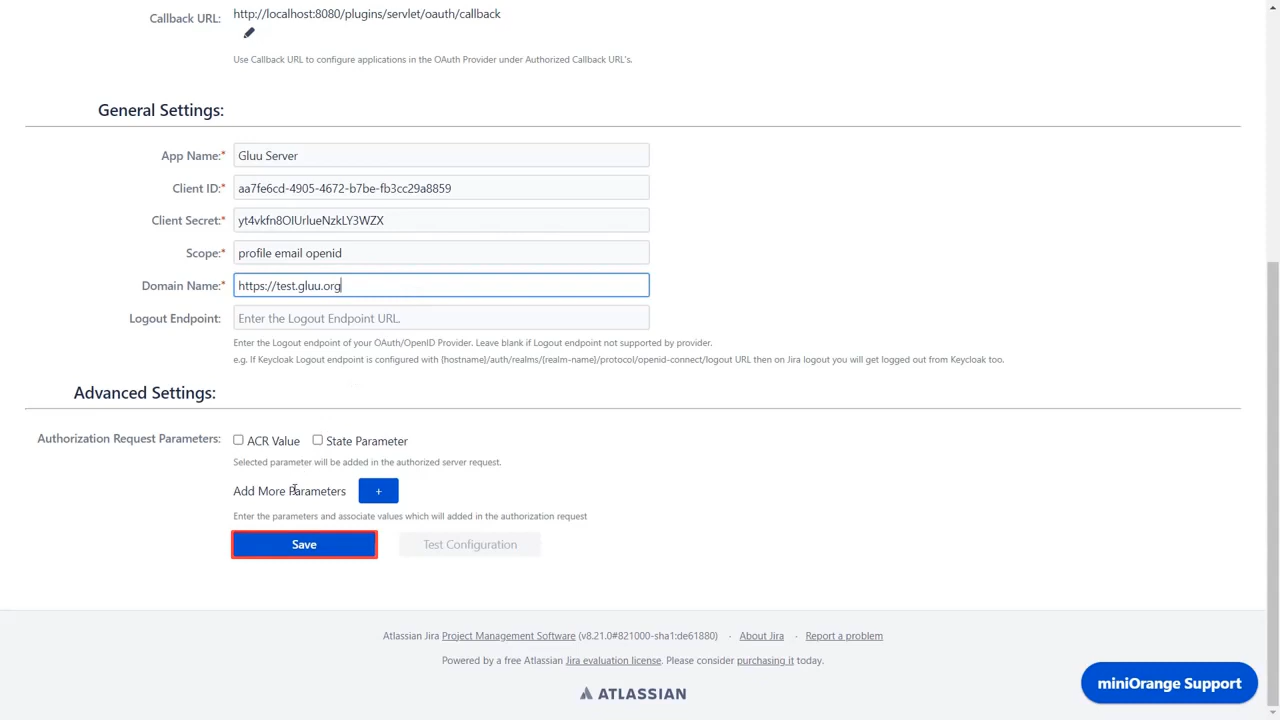 Callback URL: http://localhost:8080/plugins/servlet/oauth/callback
Use Callback URL to configure applications in the OAuth Provider under Authorized Callback URL's.
General Settings:
App Name:* Gluu Server
Client ID:* aa7fe6cd-4905-4672-b7be-fb3cc29a8859
Client Secret:* yt4vkfn8OIUrlueNzkLY3WZX
Scope:* profile email openid
Domain Name:* https://test.gluu.org
Logout Endpoint: Enter the Logout Endpoint URL.
Enter the Logout endpoint of your OAuth/OpenID Provider. Leave blank if Logout endpoint not supported by provider.
e.g. If Keycloak Logout endpoint is configured with {hostname}/auth/realms/{realm-name}/protocol/openid-connect/logout URL then on Jira logout you will get logged out from Keycloak too.
Advanced Settings:
Authorization Request Parameters: ACR Value State Parameter
Selected parameter will be added in the authorized server request.
Add More Parameters +
Enter the parameters and associate values which will added in the authorization request
Save Test Configuration
Atlassian Jira Project Management Software (v8.21.0#821000-sha1:de61880) · About Jira · Report a problem
Powered by a free Atlassian Jira evaluation license. Please consider purchasing it today.
ATLASSIAN
miniOrange Support